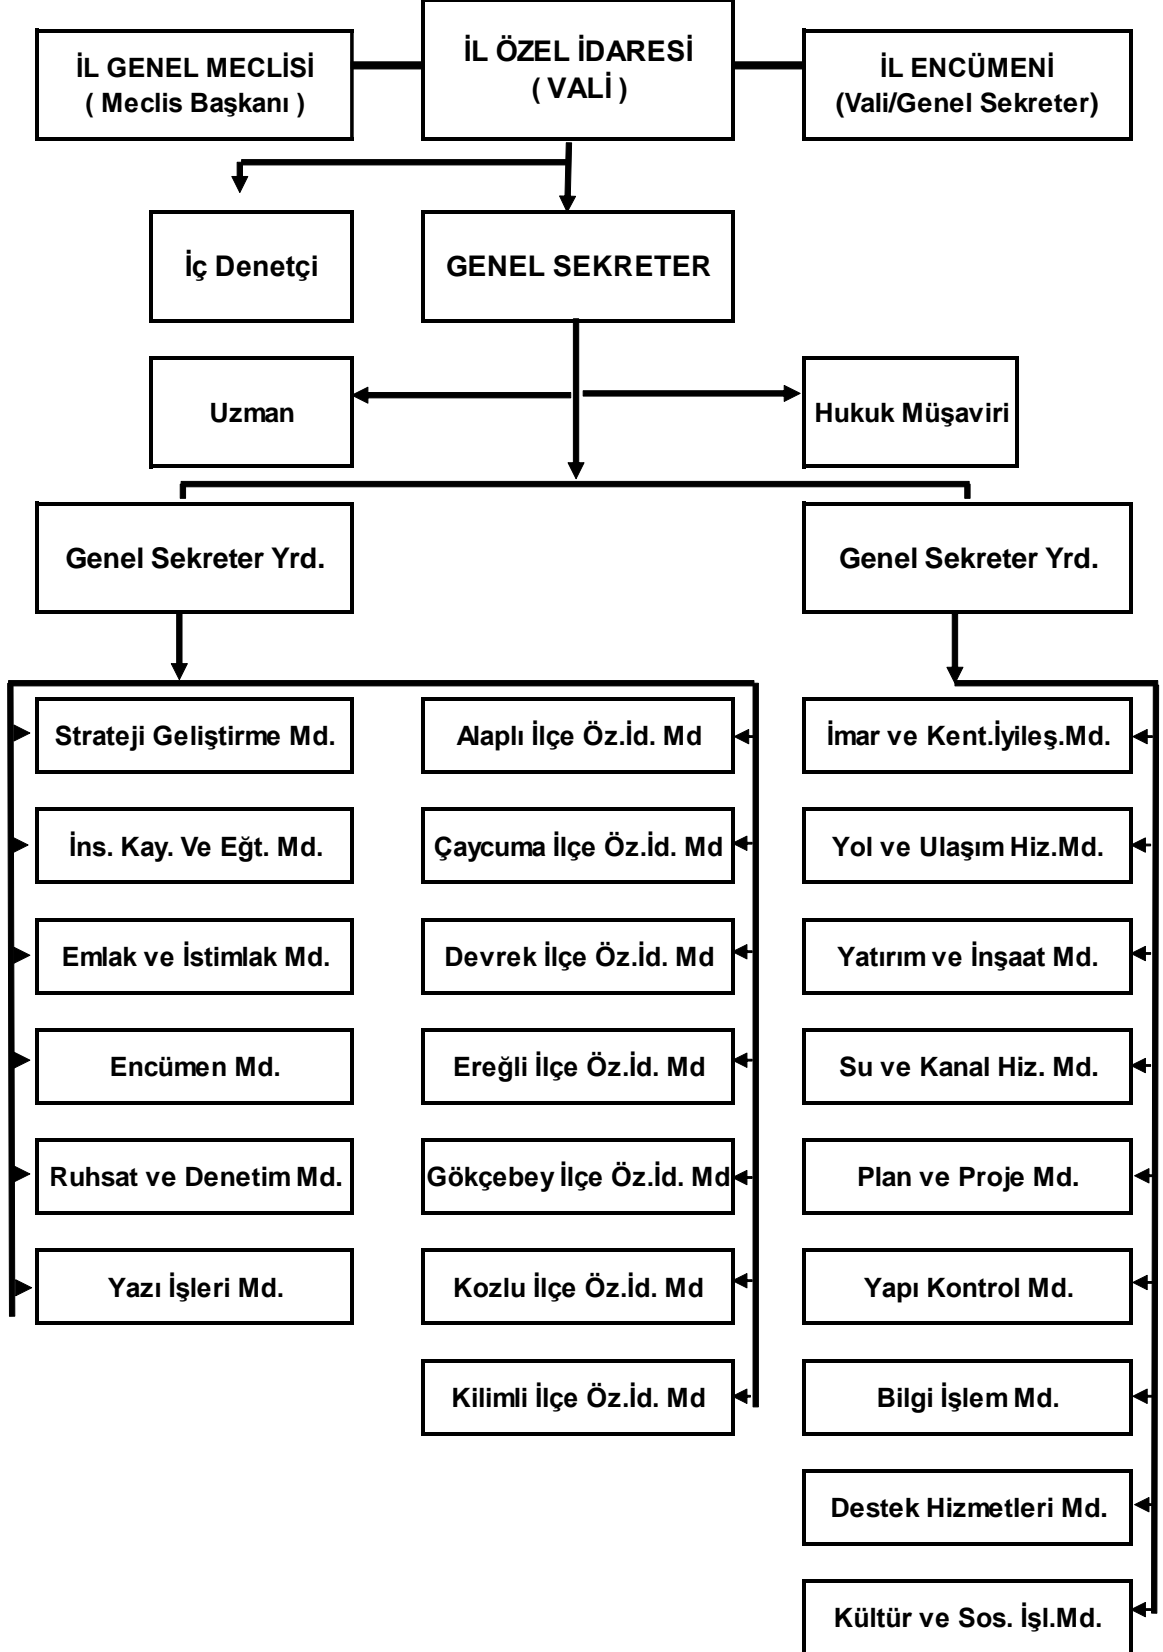 İL GENEL MECLİSİ
( Meclis Başkanı )
İL ÖZEL İDARESİ
( VALİ )
İL ENCÜMENİ
(Vali/Genel Sekreter)
İç Denetçi
GENEL SEKRETER
Uzman
Hukuk Müşaviri
Genel Sekreter Yrd.
Genel Sekreter Yrd.
Strateji Geliştirme Md.
İns. Kay. Ve Eğt. Md.
Emlak ve İstimlak Md.
Encümen Md.
Ruhsat ve Denetim Md.
Yazı İşleri Md.
Alaplı İlçe Öz.İd. Md
Çaycuma İlçe Öz.İd. Md
Devrek İlçe Öz.İd. Md
Ereğli İlçe Öz.İd. Md
Gökçebey İlçe Öz.İd. Md
Kozlu İlçe Öz.İd. Md
Kilimli İlçe Öz.İd. Md
İmar ve Kent.İyileş.Md.
Yol ve Ulaşım Hiz.Md.
Yatırım ve İnşaat Md.
Su ve Kanal Hiz. Md.
Plan ve Proje Md.
Yapı Kontrol Md.
Bilgi İşlem Md.
Destek Hizmetleri Md.
Kültür ve Sos. İşl.Md.